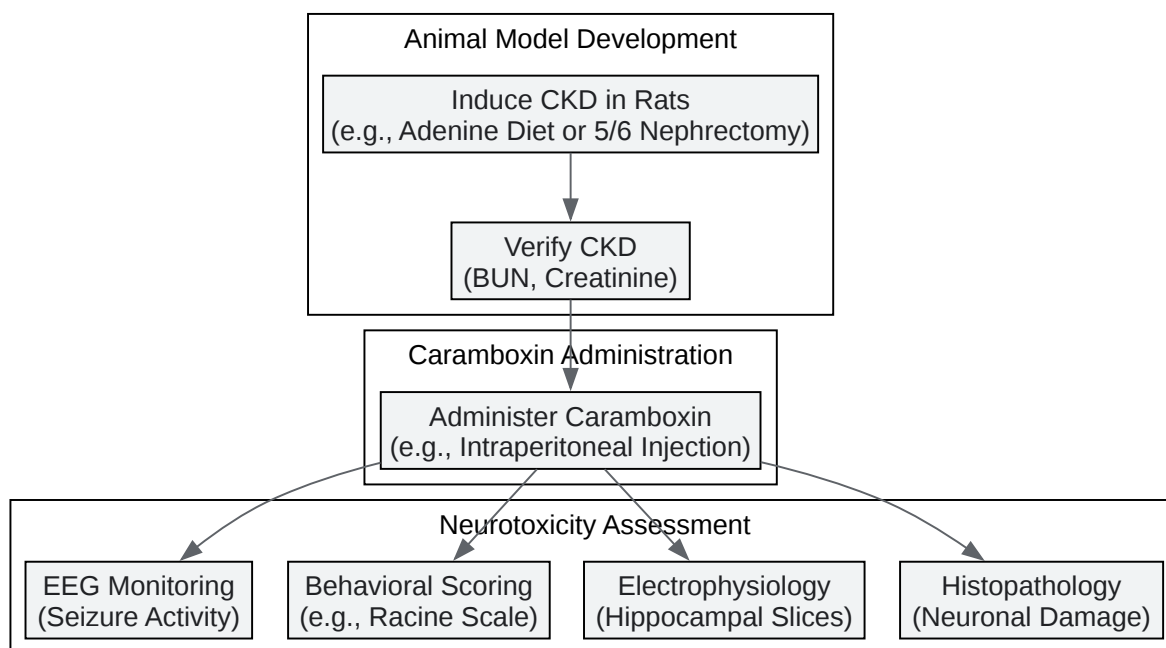 Animal Model Development
Induce CKD in Rats
(e.g., Adenine Diet or 5/6 Nephrectomy)
Verify CKD
(BUN, Creatinine)
Caramboxin Administration
Administer Caramboxin
(e.g., Intraperitoneal Injection)
Neurotoxicity Assessment
EEG Monitoring
(Seizure Activity)
Behavioral Scoring
(e.g., Racine Scale)
Electrophysiology
(Hippocampal Slices)
Histopathology
(Neuronal Damage)